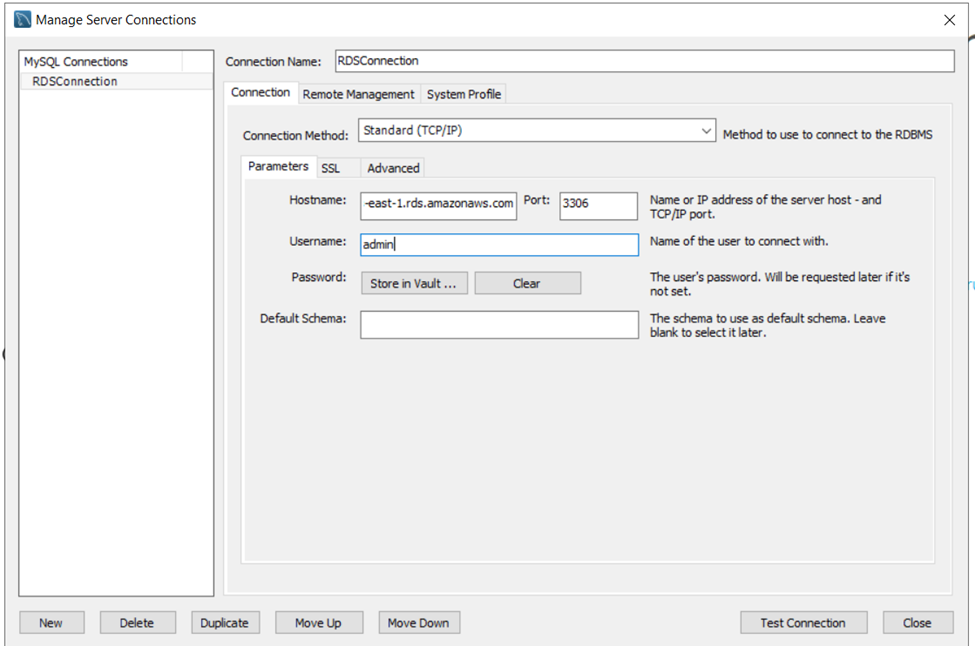 Manage Server Connections
MySQL Connections
RDSConnection
Connection Name: RDSConnection
Connection Remote Management System Profile
Connection Method: Standard (TCP/IP) Method to use to connect to the RDBMS
Parameters SSL Advanced
Hostname: -east-1.rds.amazonaws.com Port: 3306 Name or IP address of the server host - and
TCP/IP port.
Username: admin Name of the user to connect with.
Password: Store in Vault ... Clear The user's password. Will be requested later if it's
not set.
Default Schema: The schema to use as default schema. Leave
blank to select it later.
New Delete Duplicate Move Up Move Down Test Connection Close